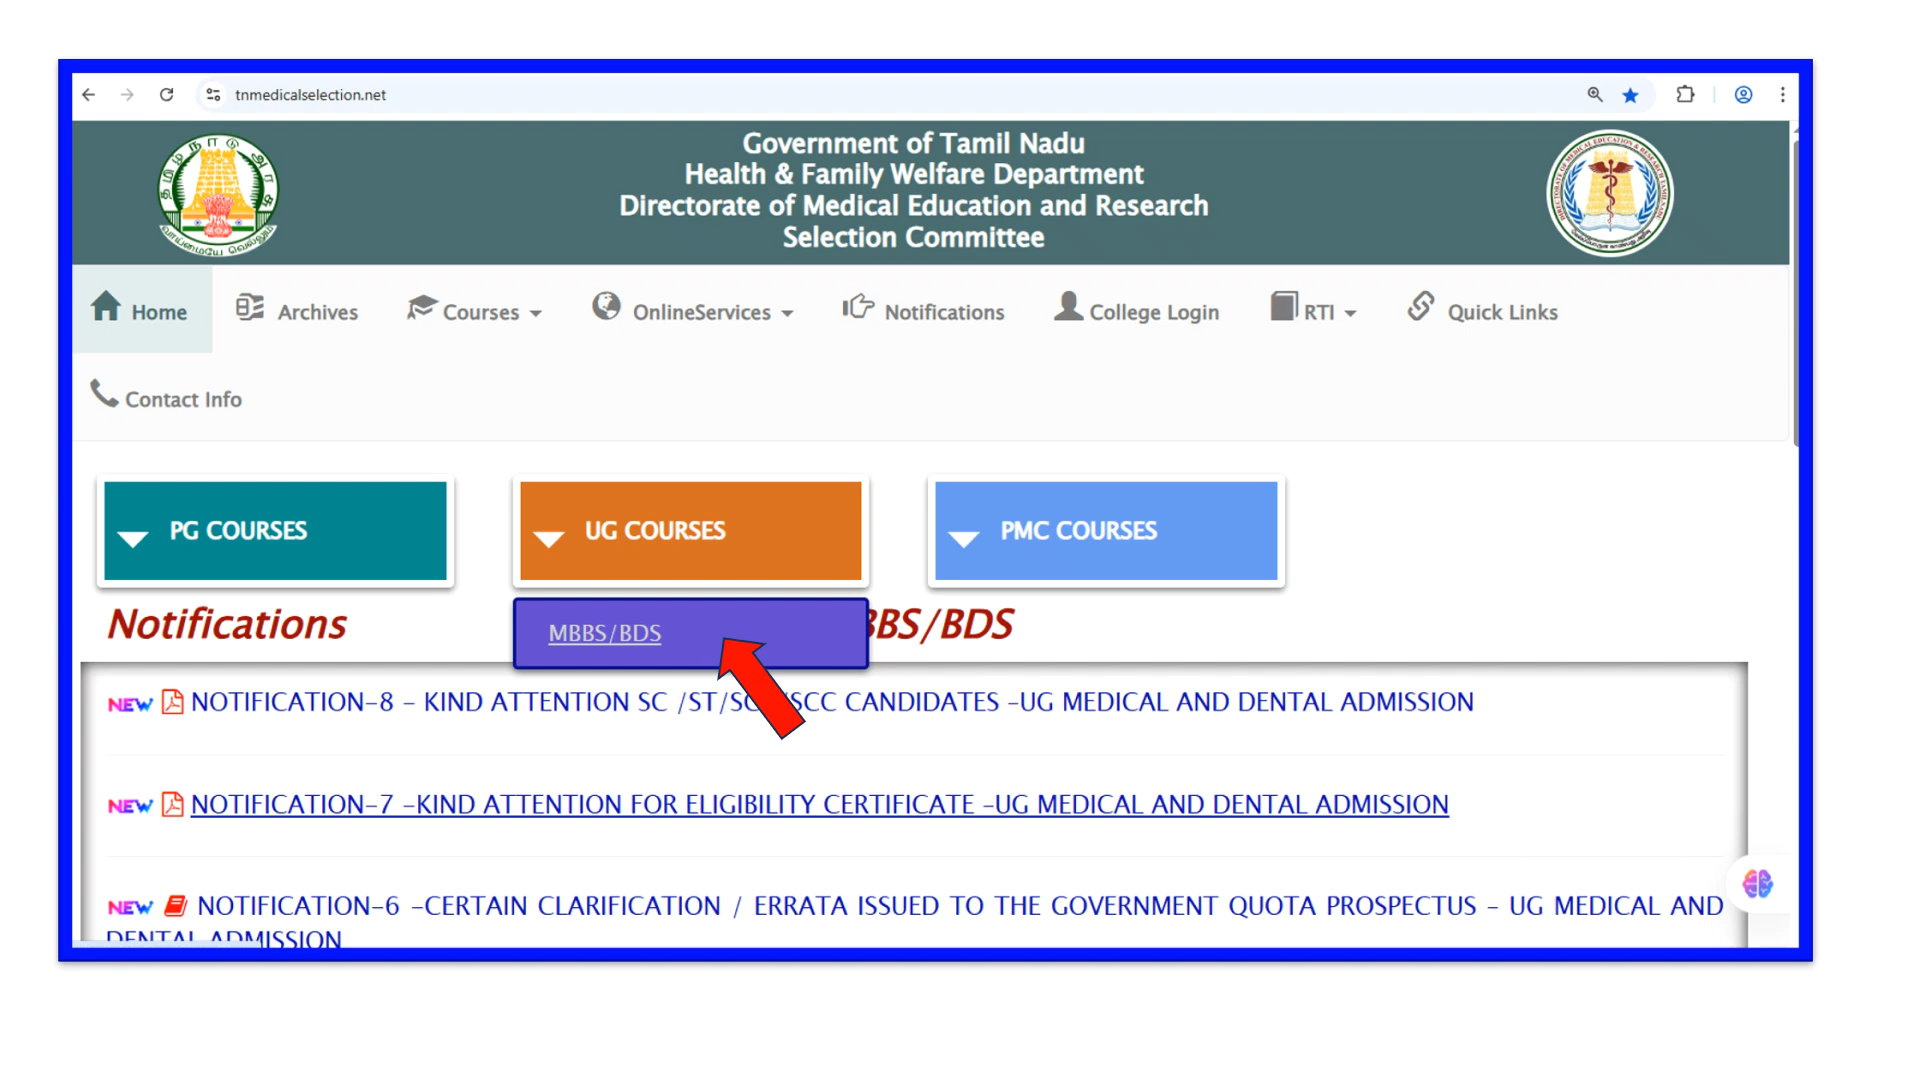 tnmedicalselection.net
Government of Tamil Nadu
Health & Family Welfare Department
Directorate of Medical Education and Research
Selection Committee
Home
Archives
Courses
OnlineServices
Notifications
College Login
RTI
Quick Links
Contact Info
PG COURSES
UG COURSES
PMC COURSES
Notifications
MBBS/BDS
BBS/BDS
NEW NOTIFICATION-8 - KIND ATTENTION SC /ST/SC SCC CANDIDATES -UG MEDICAL AND DENTAL ADMISSION
NEW NOTIFICATION-7 -KIND ATTENTION FOR ELIGIBILITY CERTIFICATE -UG MEDICAL AND DENTAL ADMISSION
NEW NOTIFICATION-6 -CERTAIN CLARIFICATION / ERRATA ISSUED TO THE GOVERNMENT QUOTA PROSPECTUS - UG MEDICAL AND
DENTAL ADMISSION